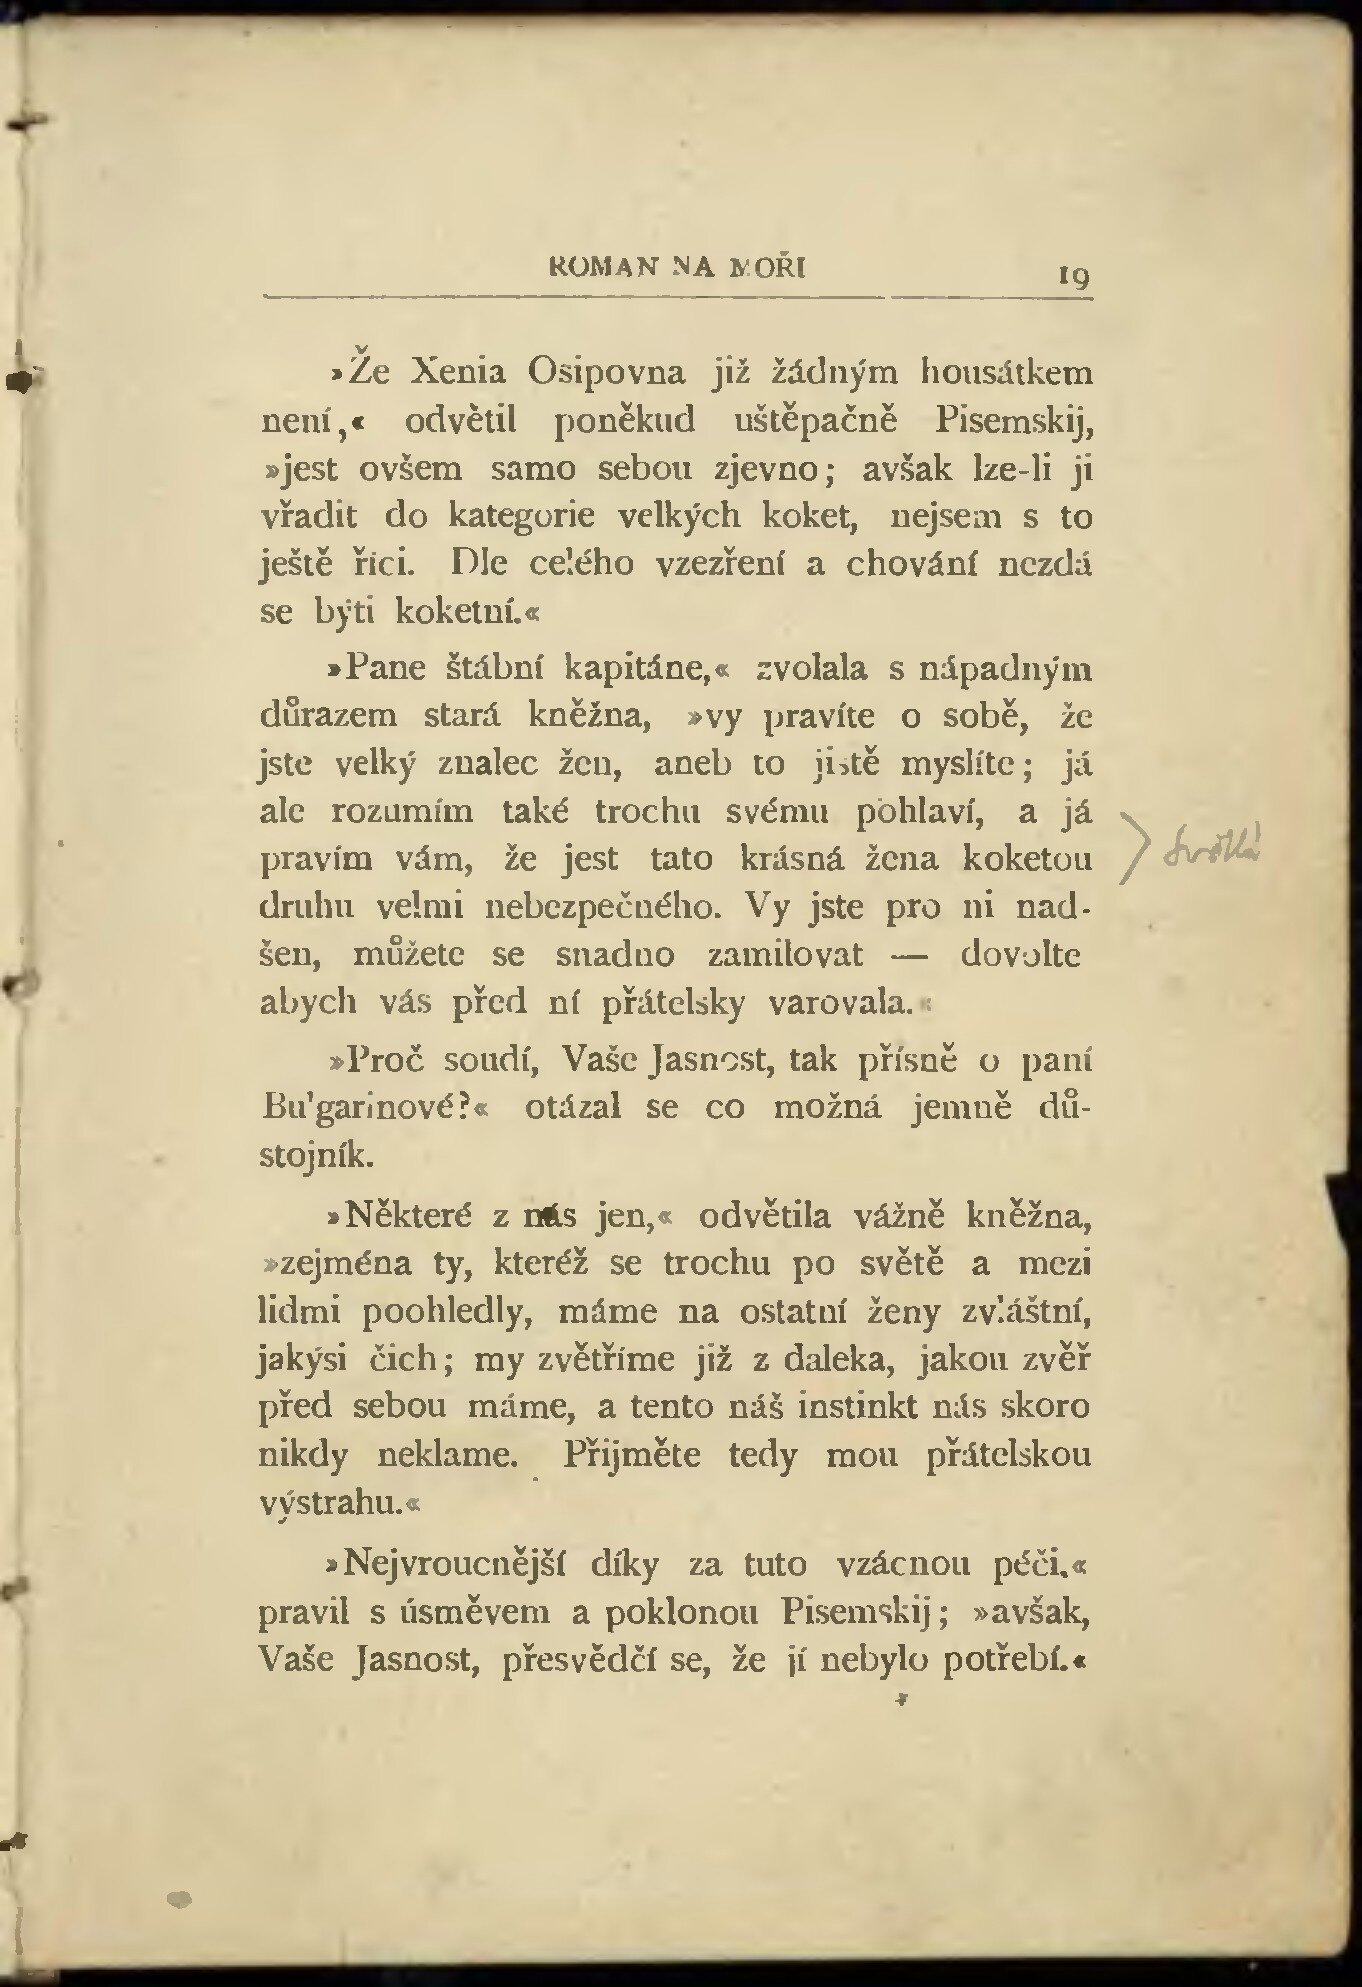 ROMAN NA MOŘI
19
»Že Xenia Osipovna již žádným housátkem
není,« odvětil poněkud uštěpačně Pisemskij,
»jest ovšem samo sebou zjevno; avšak lze-li ji
vřadit do kategorie velkých koket, nejsem s to
ještě říci. Dle celého vzezření a chování nezdá
se býti koketní.«
»Pane štábní kapitáne,« zvolala s nápadným
důrazem stará kněžna, »vy pravíte o sobě, že
jste velký znalec žen, aneb to jistě myslíte; já
ale rozumím také trochu svému pohlaví, a já
pravím vám, že jest tato krásná žena koketou
druhu velmi nebezpečného. Vy jste pro ni nad-
šen, můžete se snadno zamilovat — dovolte
abych vás před ní přátelsky varovala.«
»Proč soudí, Vaše Jasnost, tak přísně o paní
Bulgarinové?« otázal se co možná jemně dů-
stojník.
»Některé z nás jen,« odvětila vážně kněžna,
»zejména ty, kteréž se trochu po světě a mezi
lidmi poohledly, máme na ostatní ženy zvláštní,
jakýsi čich; my zvětříme již z daleka, jakou zvěř
před sebou máme, a tento náš instinkt nás skoro
nikdy neklame. Přijměte tedy mou přátelskou
výstrahu.«
»Nejvroucnější díky za tuto vzácnou péči.«
pravil s úsměvem a poklonou Pisemskij; »avšak,
Vaše Jasnost, přesvědčí se, že jí nebylo potřebí.«
*